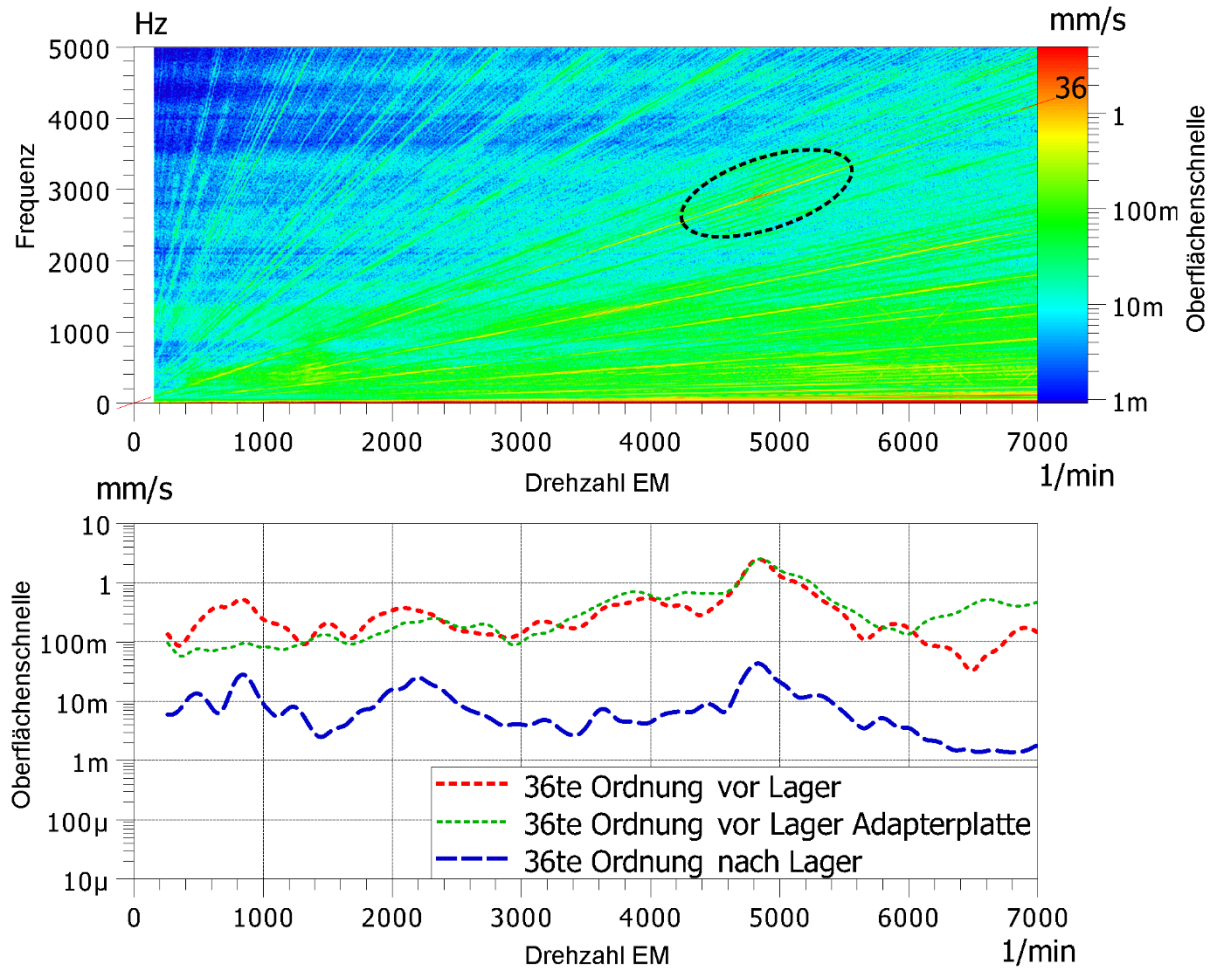 Hz
mm/s
5000
4000
3000
2000
1000
0
Frequenz
36
1
100m
10m
1m
Oberflächenschnelle
0 1000 2000 3000 4000 5000 6000 7000
Drehzahl EM
1/min
mm/s
10
1
100m
10m
1m
100µ
10µ
Oberflächenschnelle
36te Ordnung vor Lager
36te Ordnung vor Lager Adapterplatte
36te Ordnung nach Lager
0 1000 2000 3000 4000 5000 6000 7000
Drehzahl EM
1/min